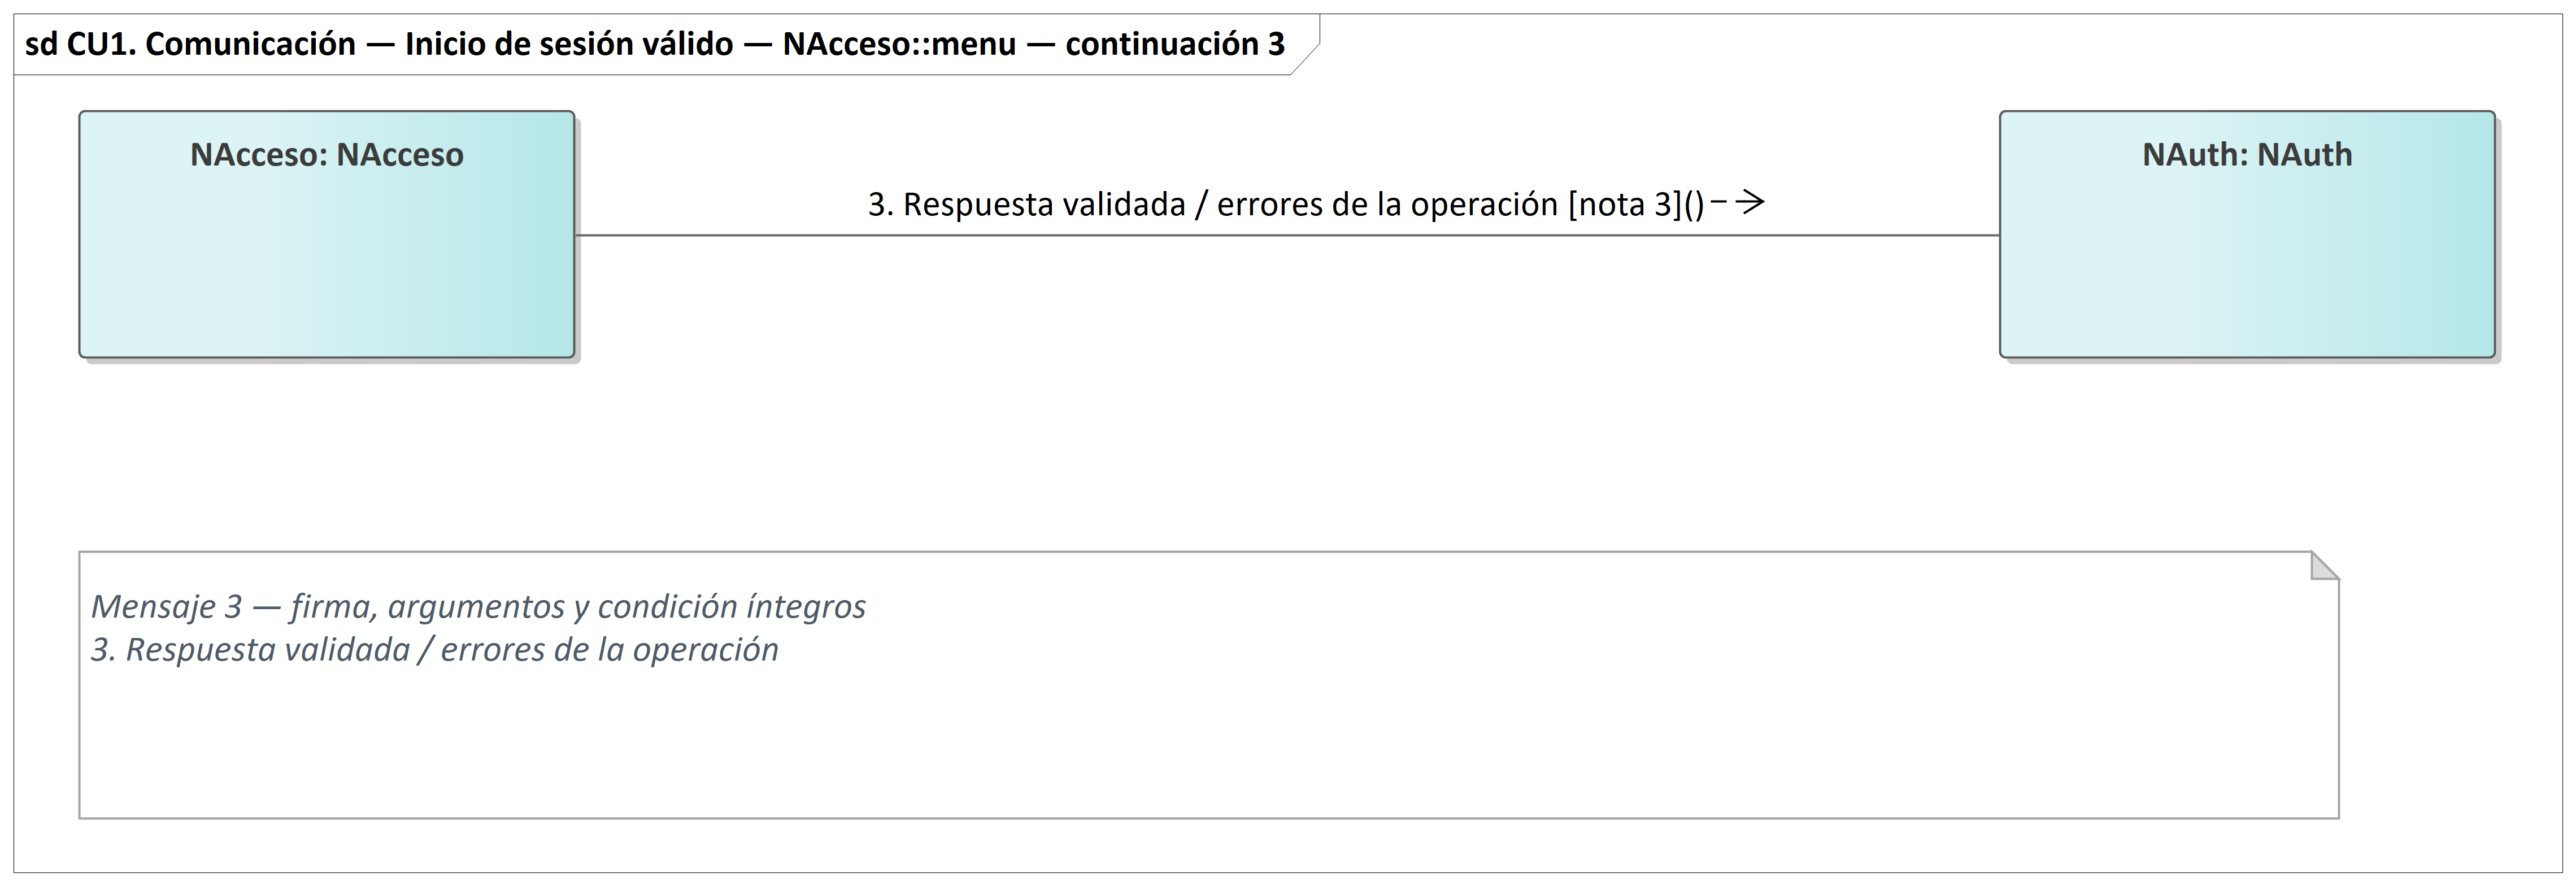 sd CU1. Comunicación — Inicio de sesión válido — NAcceso::menu — continuación 3
NAcceso: NAcceso
NAuth: NAuth
3. Respuesta validada / errores de la operación [nota 3]()
Mensaje 3 — firma, argumentos y condición íntegros
3. Respuesta validada / errores de la operación